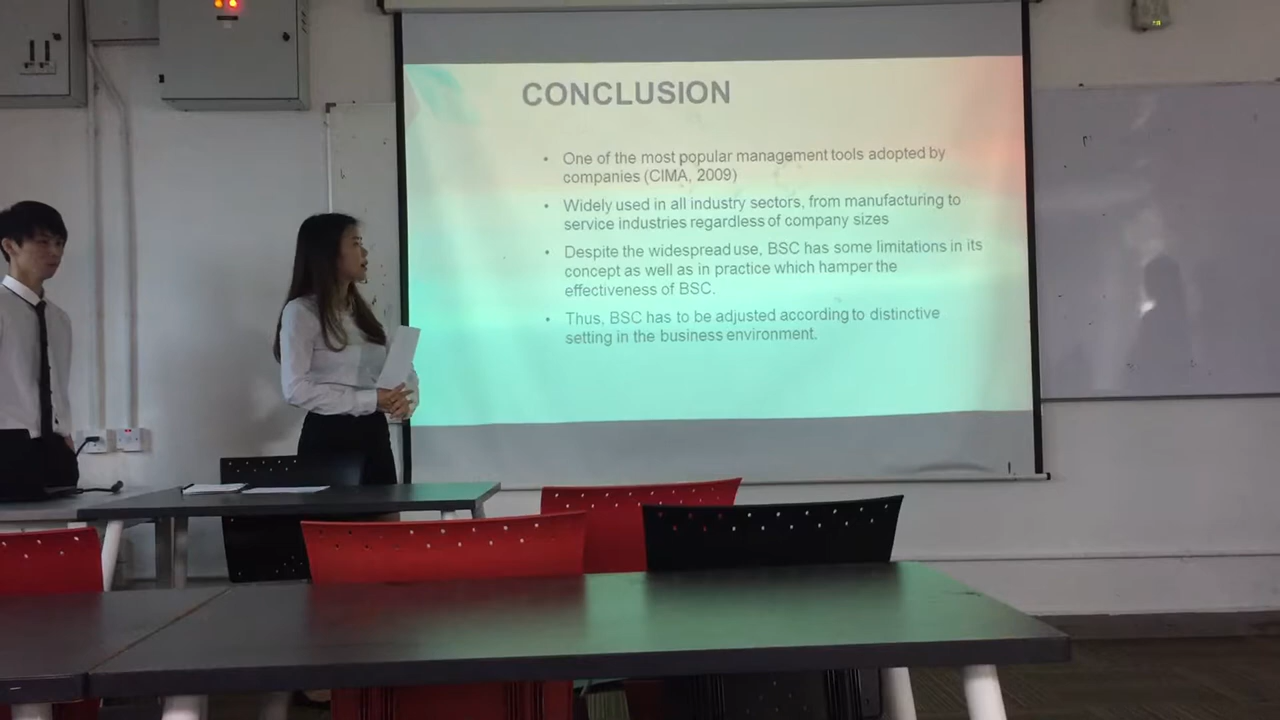 CONCLUSION
• One of the most popular management tools adopted by
companies (CIMA, 2009)
• Widely used in all industry sectors, from manufacturing to
service industries regardless of company sizes
• Despite the widespread use, BSC has some limitations in its
concept as well as in practice which hamper the
effectiveness of BSC.
• Thus, BSC has to be adjusted according to distinctive
setting in the business environment.